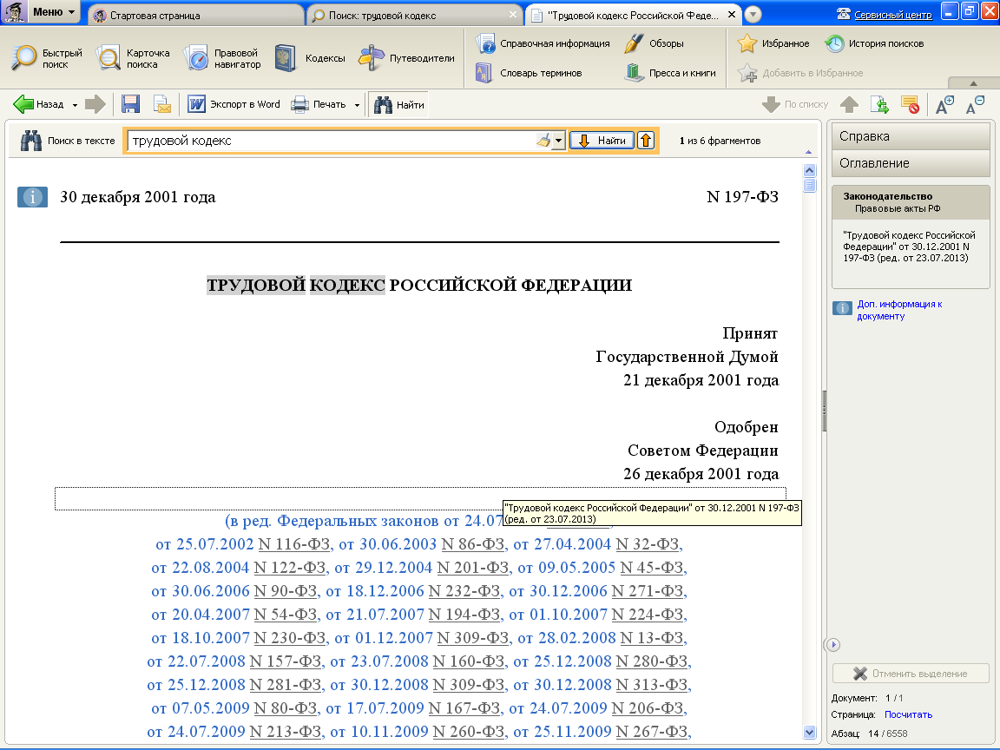 Меню
Стартовая страница
Поиск: трудовой кодекс
"Трудовой кодекс Российской Феде...
Сервисный центр
Быстрый поиск
Карточка поиска
Правовой навигатор
Кодексы
Путеводители
Справочная информация
Словарь терминов
Обзоры
Пресса и книги
Избранное
История поисков
Добавить в Избранное
Назад
Экспорт в Word
Печать
Найти
По списку
Поиск в тексте
трудовой кодекс
Найти
1 из 6 фрагментов
30 декабря 2001 года N 197-ФЗ
ТРУДОВОЙ КОДЕКС РОССИЙСКОЙ ФЕДЕРАЦИИ
Принят
Государственной Думой
21 декабря 2001 года
Одобрен
Советом Федерации
26 декабря 2001 года
"Трудовой кодекс Российской Федерации" от 30.12.2001 N 197-ФЗ
(ред. от 23.07.2013)
(в ред. Федеральных законов от 24.07
от 25.07.2002 N 116-ФЗ, от 30.06.2003 N 86-ФЗ, от 27.04.2004 N 32-ФЗ,
от 22.08.2004 N 122-ФЗ, от 29.12.2004 N 201-ФЗ, от 09.05.2005 N 45-ФЗ,
от 30.06.2006 N 90-ФЗ, от 18.12.2006 N 232-ФЗ, от 30.12.2006 N 271-ФЗ,
от 20.04.2007 N 54-ФЗ, от 21.07.2007 N 194-ФЗ, от 01.10.2007 N 224-ФЗ,
от 18.10.2007 N 230-ФЗ, от 01.12.2007 N 309-ФЗ, от 28.02.2008 N 13-ФЗ,
от 22.07.2008 N 157-ФЗ, от 23.07.2008 N 160-ФЗ, от 25.12.2008 N 280-ФЗ,
от 25.12.2008 N 281-ФЗ, от 30.12.2008 N 309-ФЗ, от 30.12.2008 N 313-ФЗ,
от 07.05.2009 N 80-ФЗ, от 17.07.2009 N 167-ФЗ, от 24.07.2009 N 206-ФЗ,
от 24.07.2009 N 213-ФЗ, от 10.11.2009 N 260-ФЗ, от 25.11.2009 N 267-ФЗ,
Справка
Оглавление
Законодательство
Правовые акты РФ
"Трудовой кодекс Российской
Федерации" от 30.12.2001 N
197-ФЗ (ред. от 23.07.2013)
Доп. информация к
документу
Отменить выделение
Документ: 1 / 1
Страница: Посчитать
Абзац: 14 / 6558